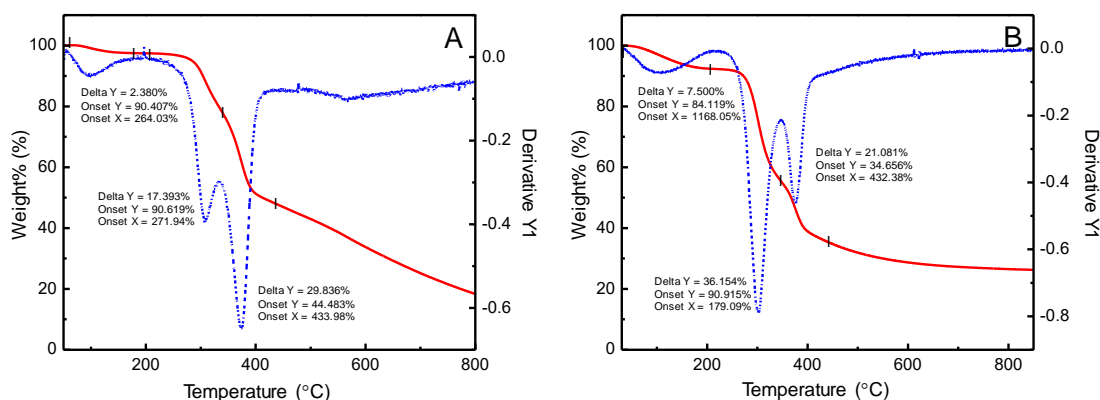 A
100
80
60
40
20
0
Weight% (%)
0.0
-0.2
-0.4
-0.6
Derivative Y1
Delta Y = 2.380%
Onset Y = 90.407%
Onset X = 264.03%
Delta Y = 17.393%
Onset Y = 90.619%
Onset X = 271.94%
Delta Y = 29.836%
Onset Y = 44.483%
Onset X = 433.98%
200
400
600
800
Temperature (°C)
B
100
80
60
40
20
0
Weight% (%)
0.0
-0.2
-0.4
-0.6
-0.8
Derivative Y1
Delta Y = 7.500%
Onset Y = 84.119%
Onset X = 1168.05%
Delta Y = 21.081%
Onset Y = 34.656%
Onset X = 432.38%
Delta Y = 36.154%
Onset Y = 90.915%
Onset X = 179.09%
200
400
600
800
Temperature (°C)